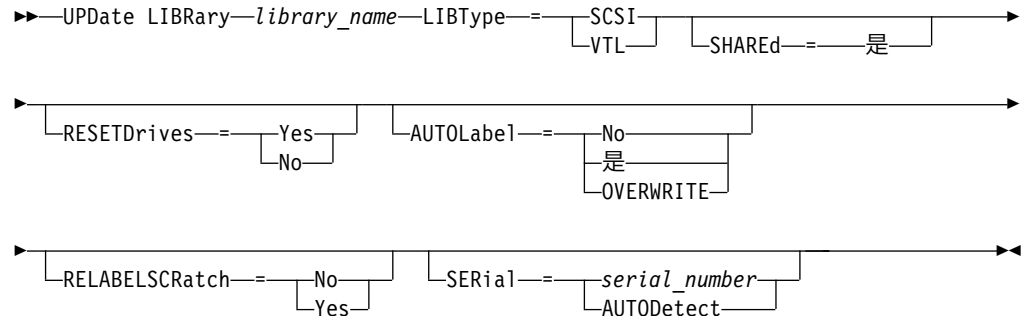 UPDate LIBRary library_name LIBType = SCSI
VTL
SHAREd = 是
RESETDrives = Yes
No
AUTOLabel = No
是
OVERWRITE
RELABELSCRatch = No
Yes
SERial = serial_number
AUTODetect